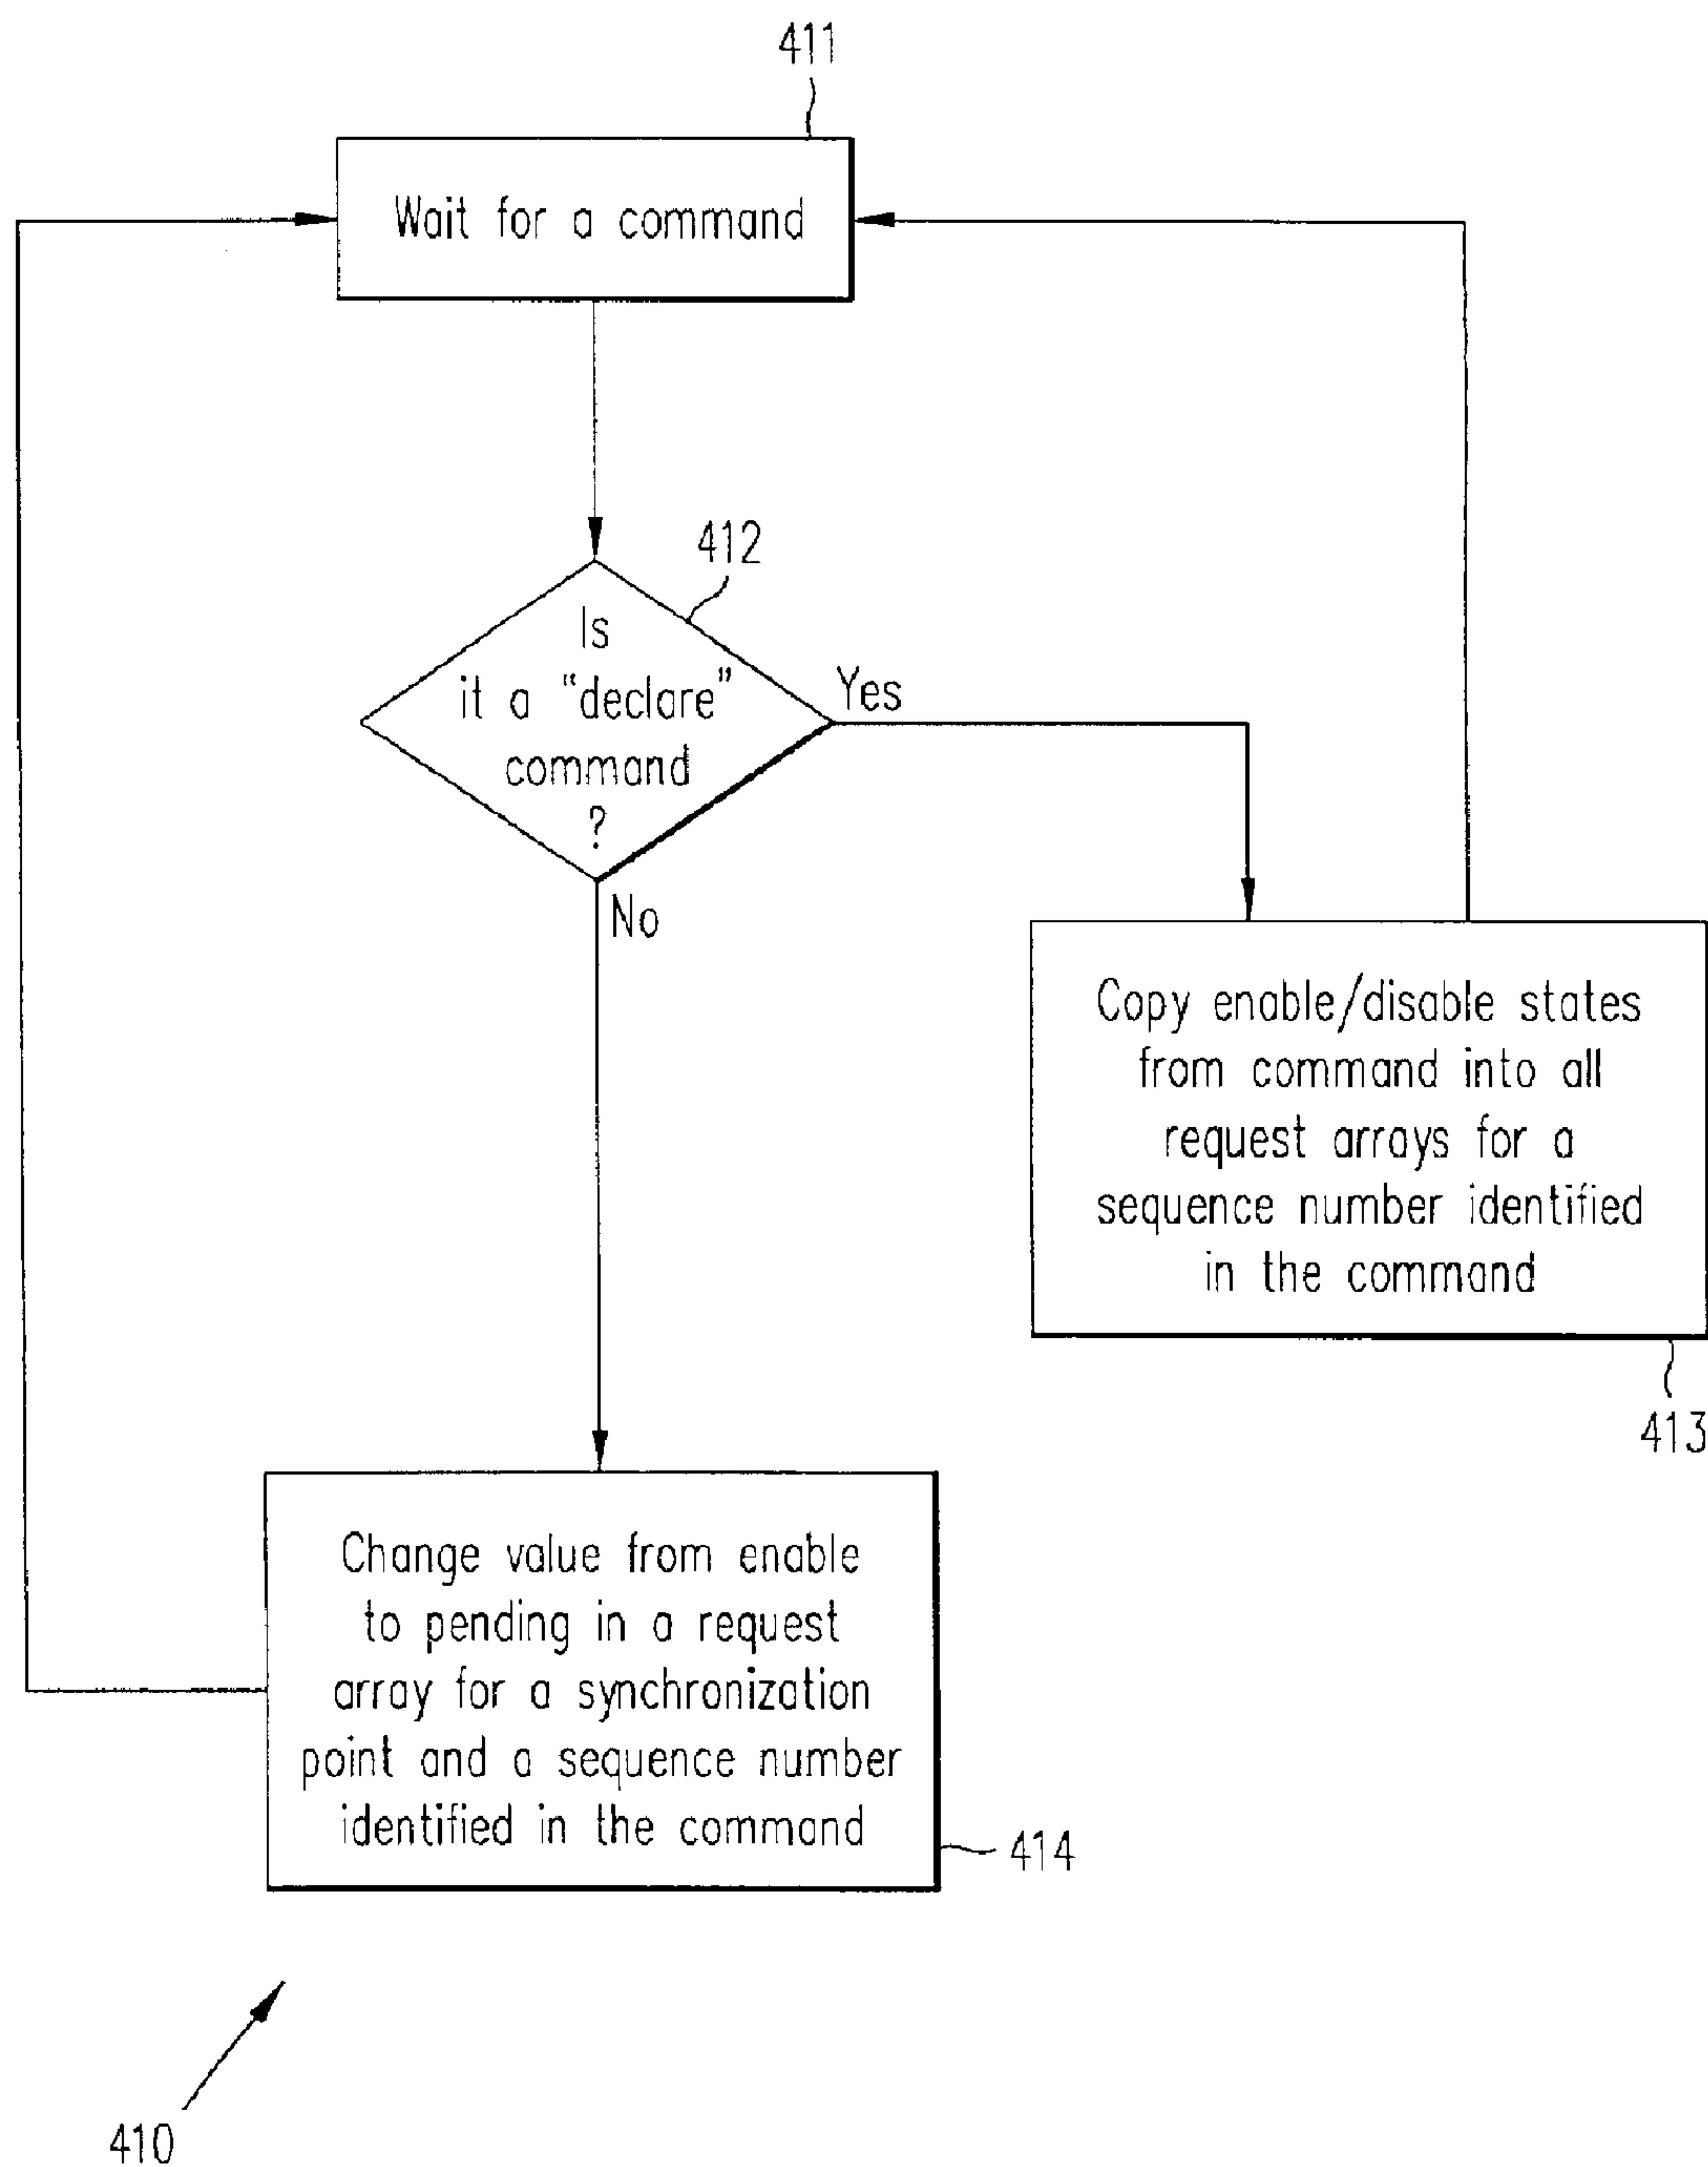 411
Wait for a command
412
Is
it a “declare”
command
?
Yes
No
Copy enable/disable states
from command into all
request arrays for a
sequence number identified
in the command
413
Change value from enable
to pending in a request
array for a synchronization
point and a sequence number
identified in the command
414
410